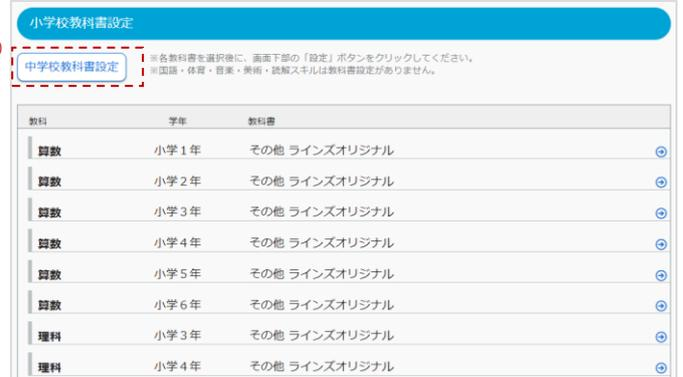 小学校教科書設定
中学校教科書設定
※各教科書を選択後に、画面下部の「設定」ボタンをクリックしてください。
※国語・体育・音楽・美術・読解スキルは教科書設定がありません。
教科 学年 教科書
算数 小学1年 その他 ラインズオリジナル
算数 小学2年 その他 ラインズオリジナル
算数 小学3年 その他 ラインズオリジナル
算数 小学4年 その他 ラインズオリジナル
算数 小学5年 その他 ラインズオリジナル
算数 小学6年 その他 ラインズオリジナル
理科 小学3年 その他 ラインズオリジナル
理科 小学4年 その他 ラインズオリジナル